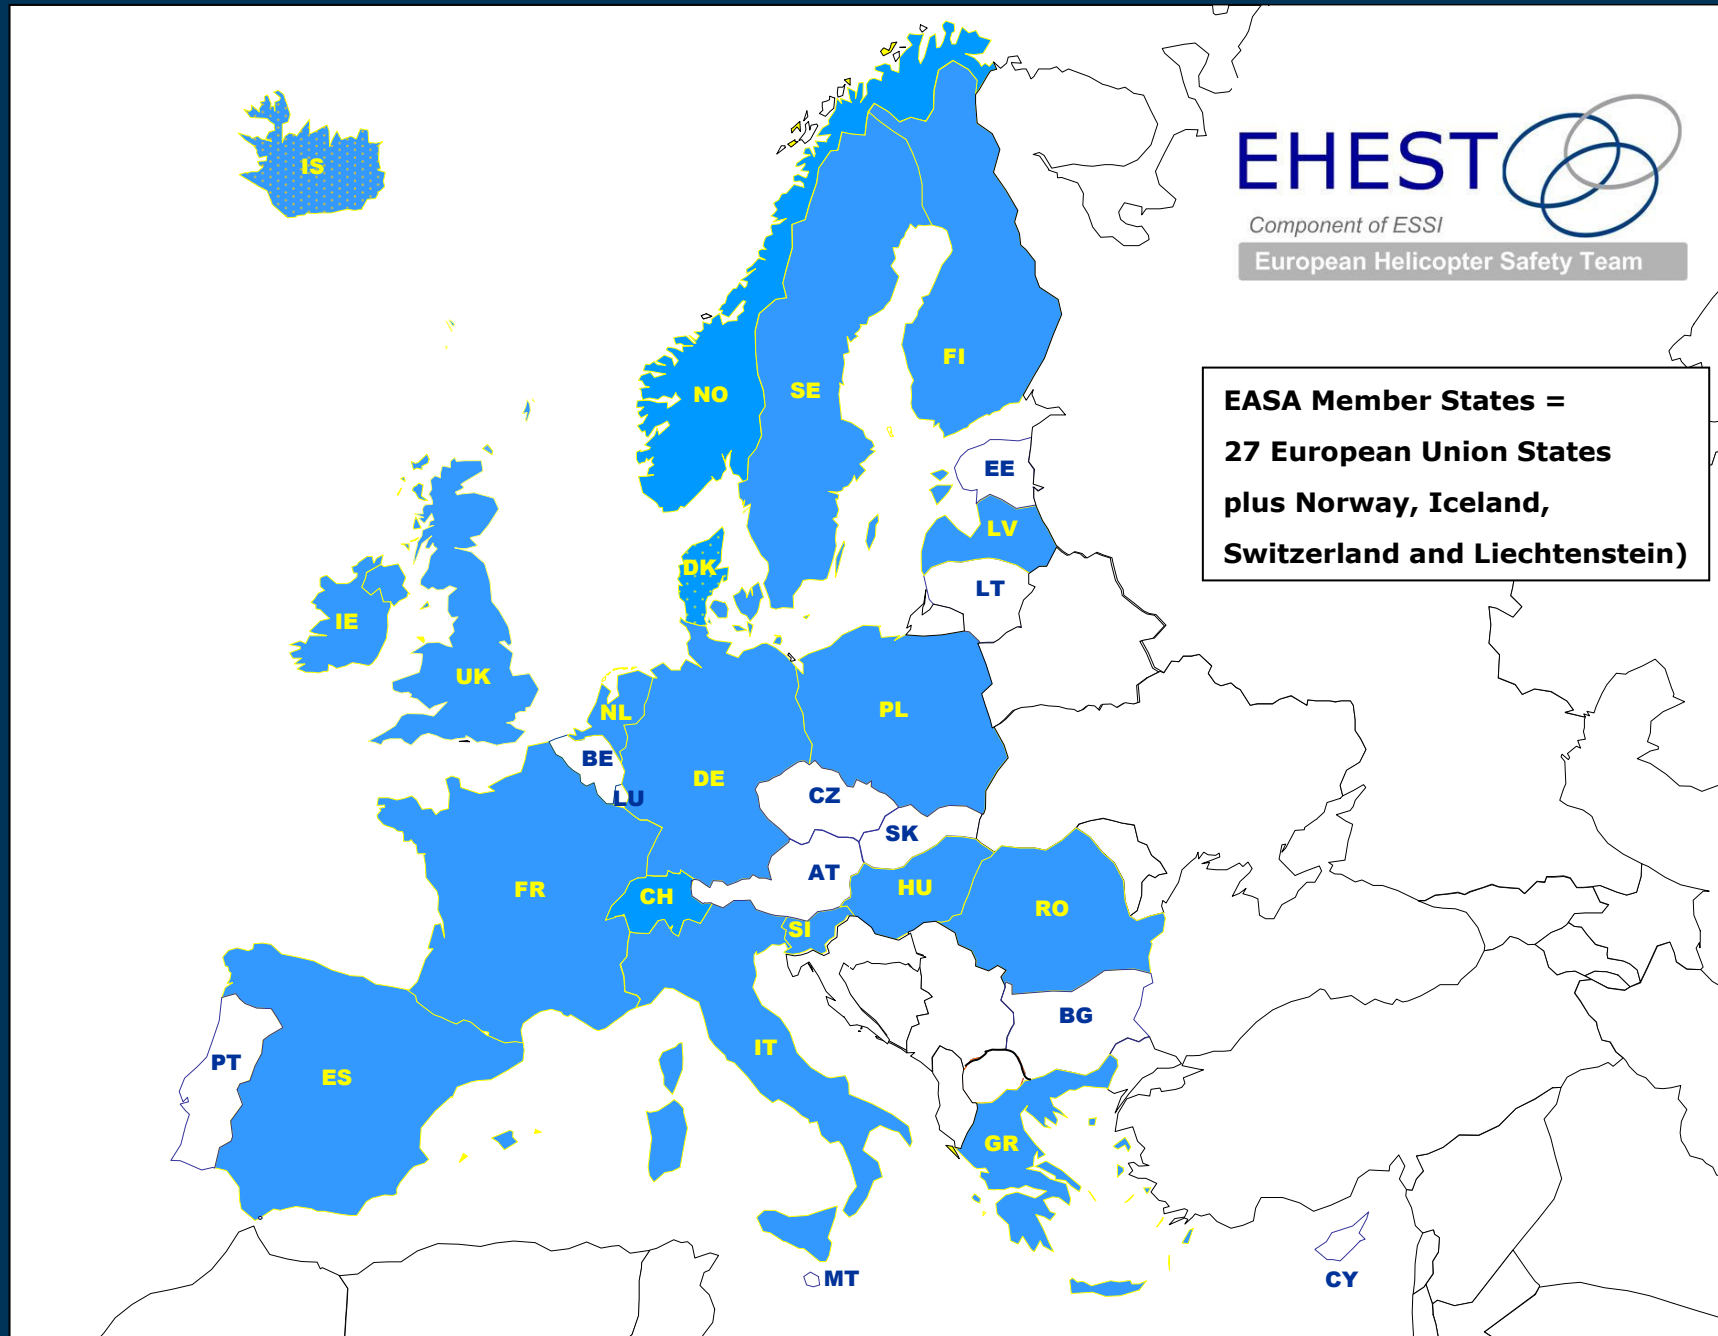 EHEST
Component of ESSI
European Helicopter Safety Team
IS
NO
SE
FI
EASA Member States =
27 European Union States
plus Norway, Iceland,
Switzerland and Liechtenstein)
EE
LV
DK
LT
IE
UK
NL
PL
BE
DE
LU
CZ
SK
AT
FR
CH
HU
SI
RO
BG
PT
ES
IT
GR
MT
CY